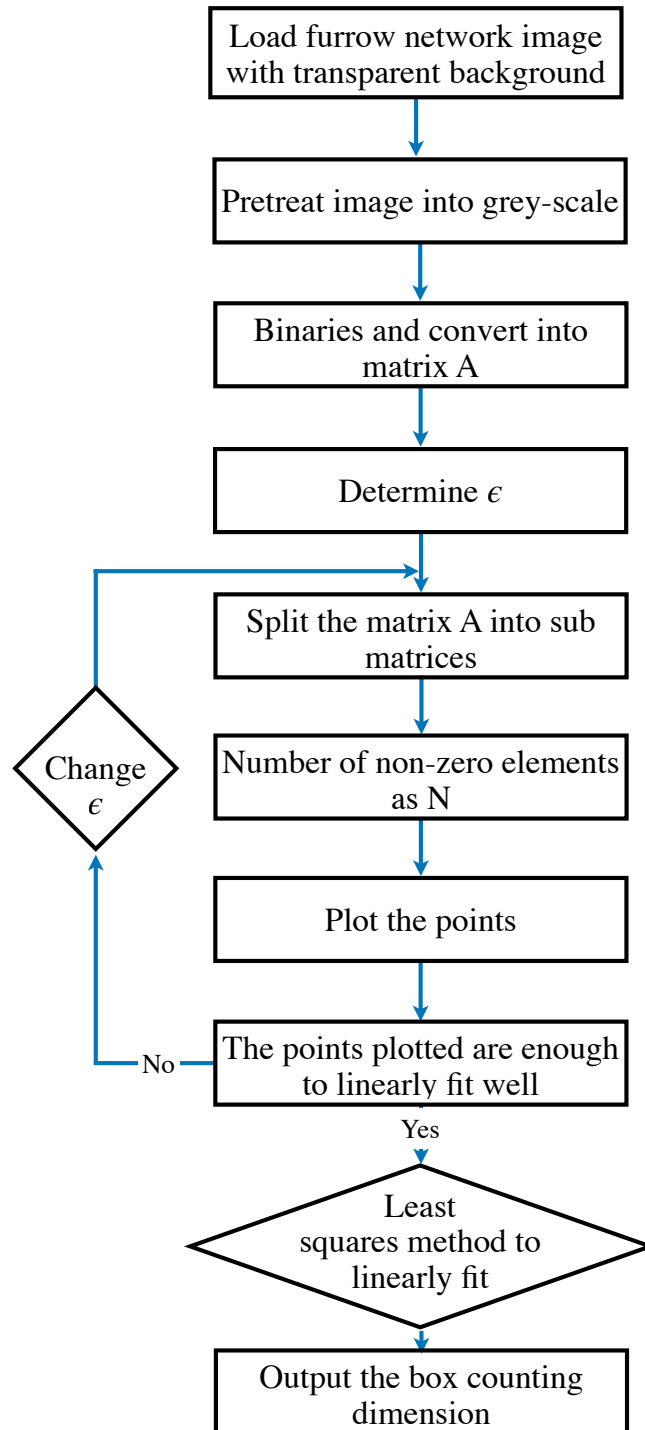 Load furrow network image
with transparent background
Pretreat image into grey-scale
Binaries and convert into
matrix A
Determine ϵ
Split the matrix A into sub
matrices
Number of non-zero elements
as N
Change
ϵ
Plot the points
The points plotted are enough
to linearly fit well
No
Yes
Least
squares method to
linearly fit
Output the box counting
dimension